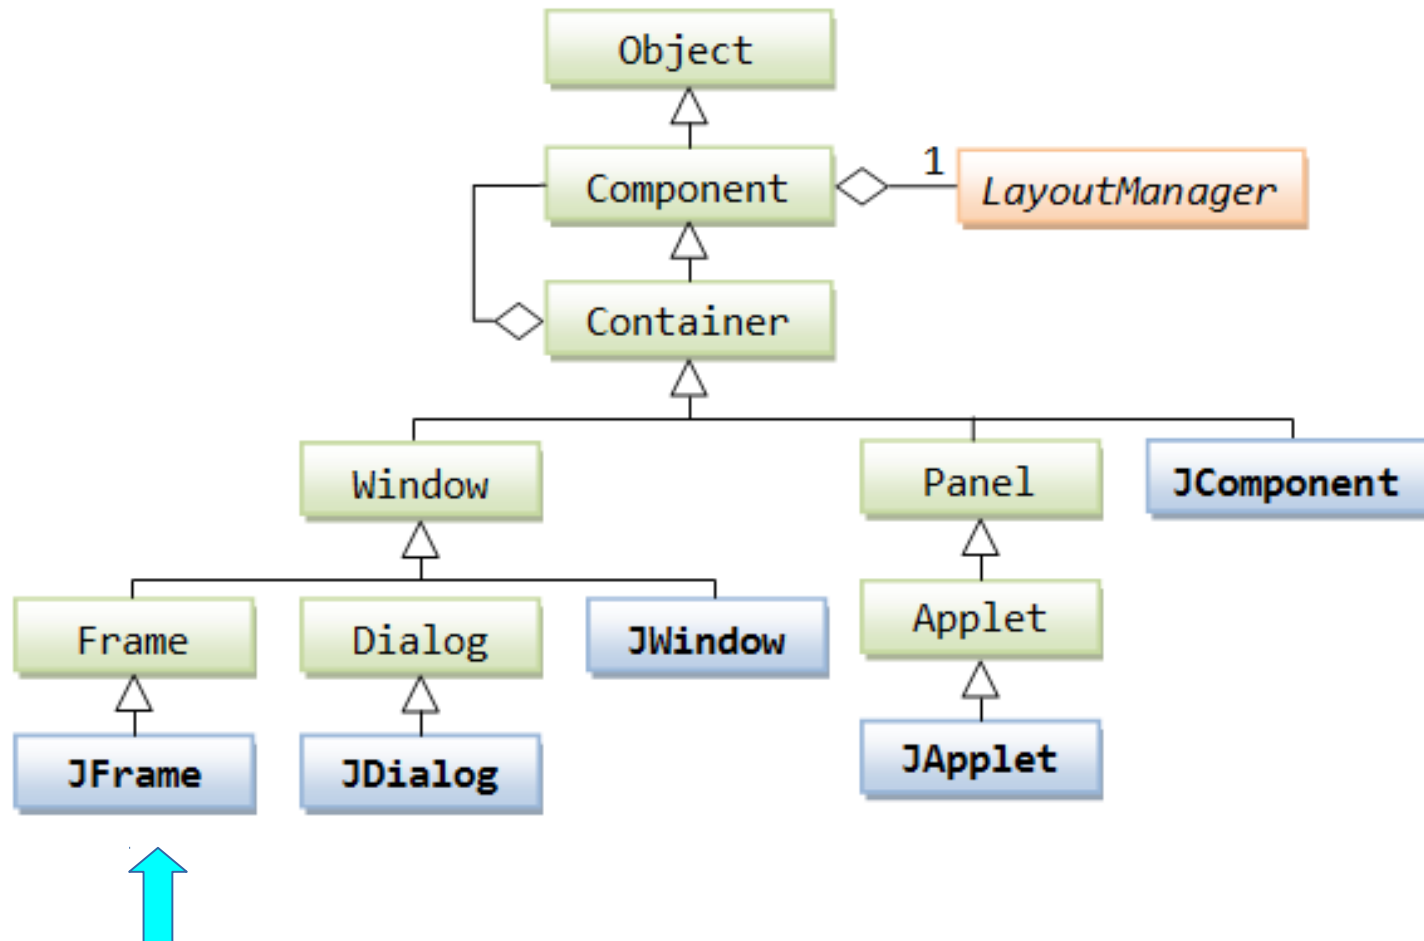 Object
Component
1
LayoutManager
Container
Window
Panel
JComponent
Frame
Dialog
JWindow
Applet
JFrame
JDialog
JApplet